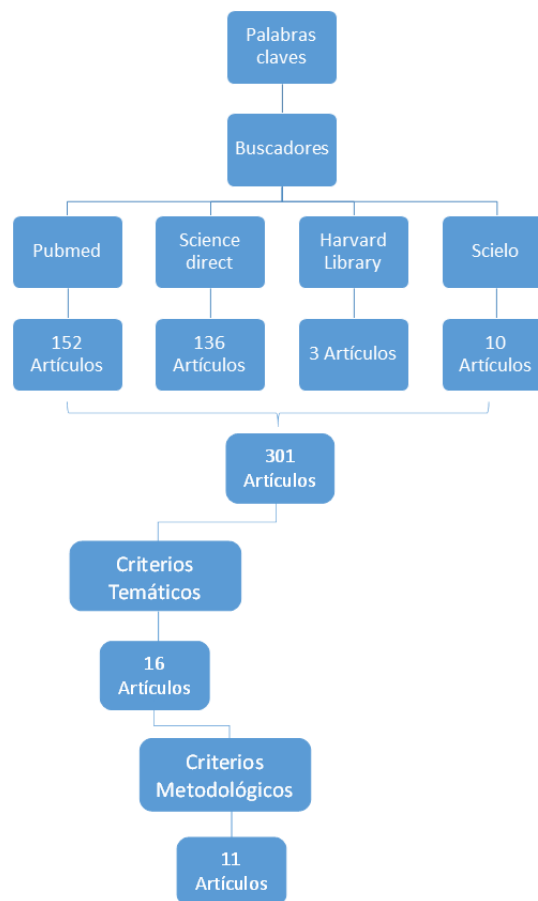 Palabras
claves
Buscadores
Pubmed
Science
direct
Harvard
Library
Scielo
152
Artículos
136
Artículos
3 Artículos
10
Artículos
301
Artículos
Criterios
Temáticos
16
Artículos
Criterios
Metodológicos
11
Artículos